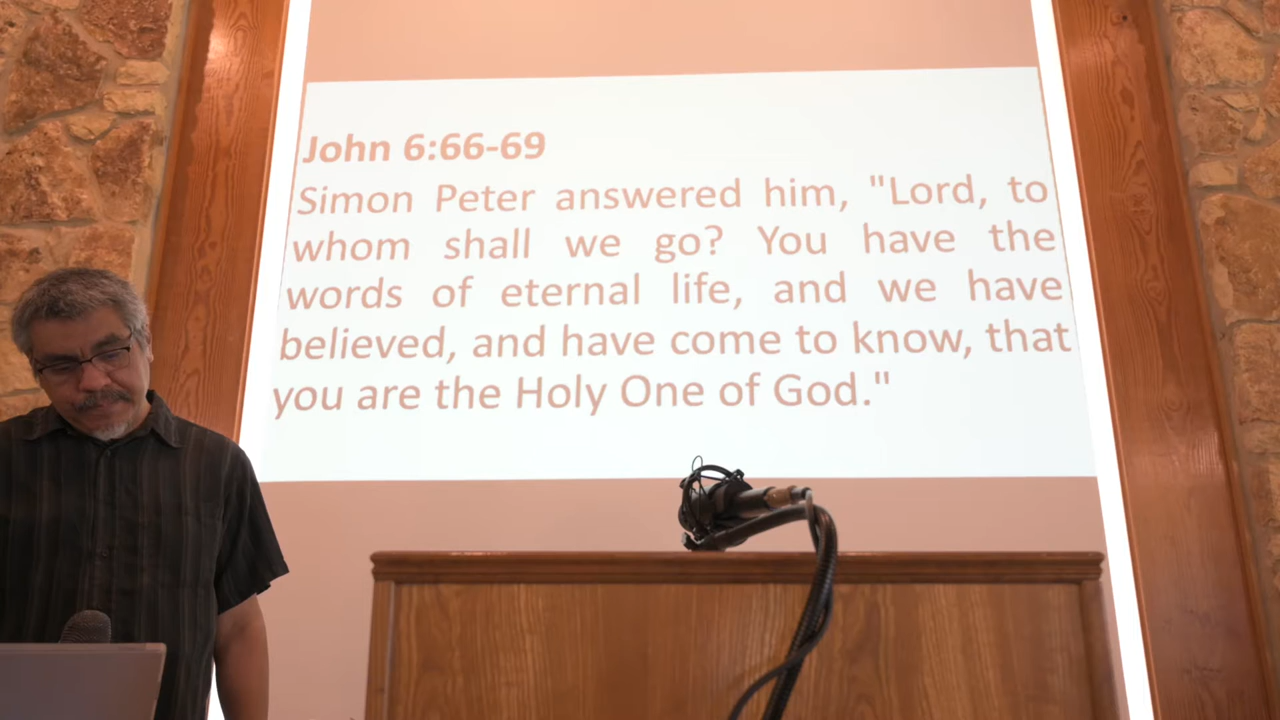 John 6:66-69
Simon Peter answered him, "Lord, to
whom shall we go? You have the
words of eternal life, and we have
believed, and have come to know, that
you are the Holy One of God."